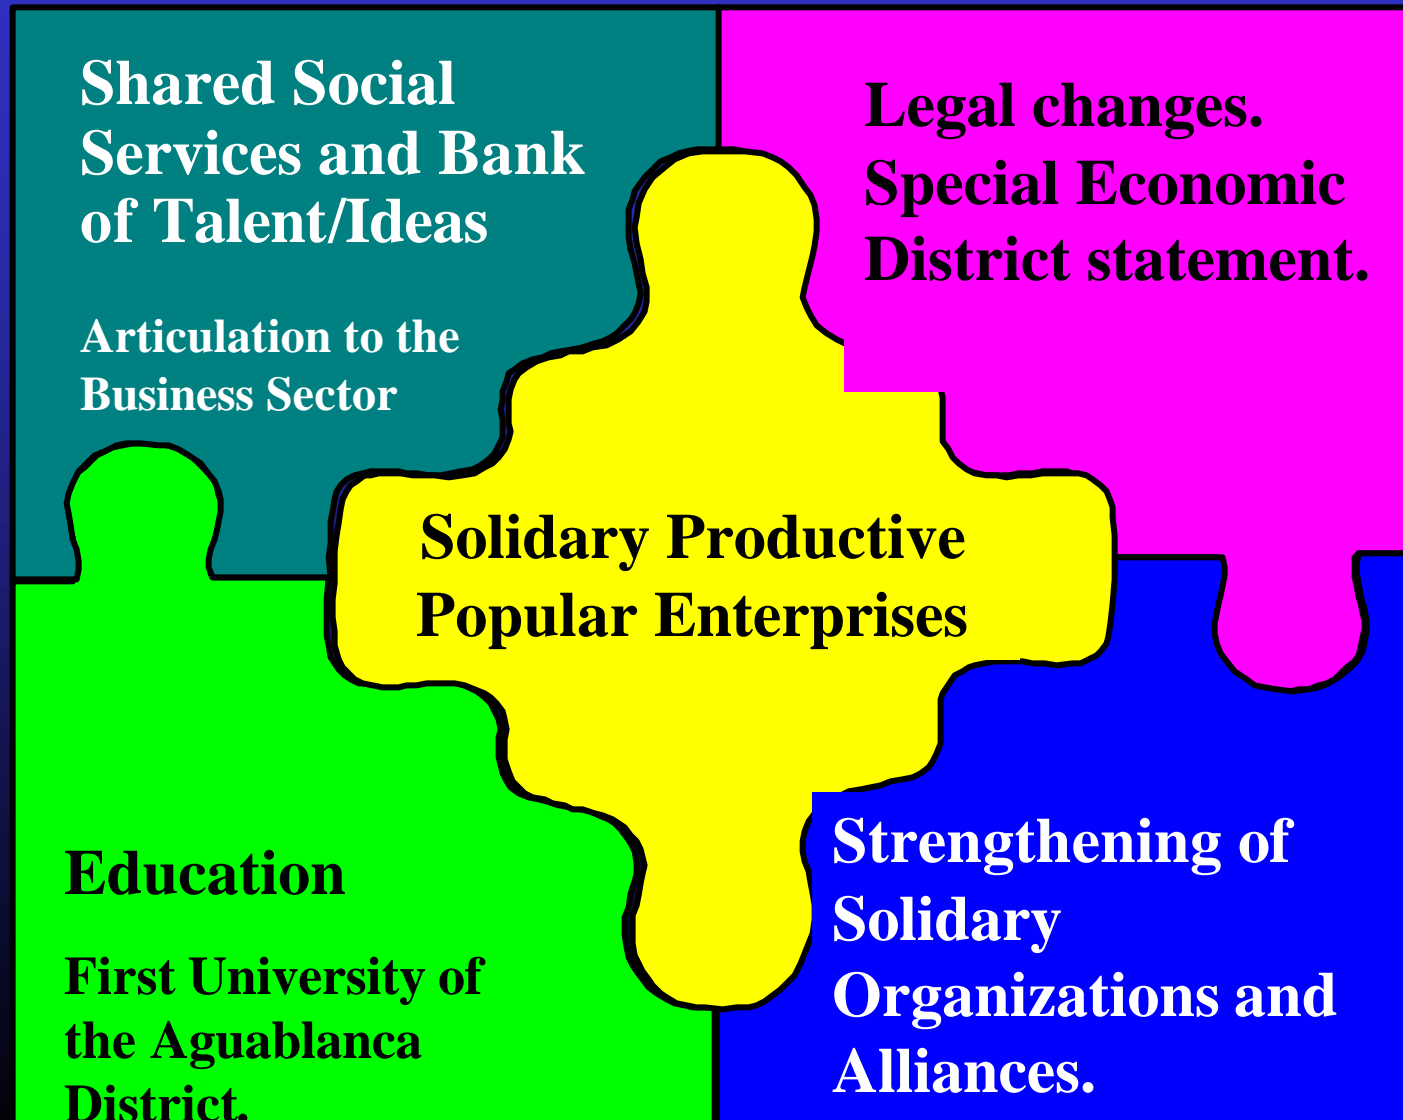 Shared Social
Services and Bank
of Talent/Ideas
Articulation to the
Business Sector
Legal changes.
Special Economic
District statement.
Solidary Productive
Popular Enterprises
Education
First University of
the Aguablanca
District.
Strengthening of
Solidary
Organizations and
Alliances.